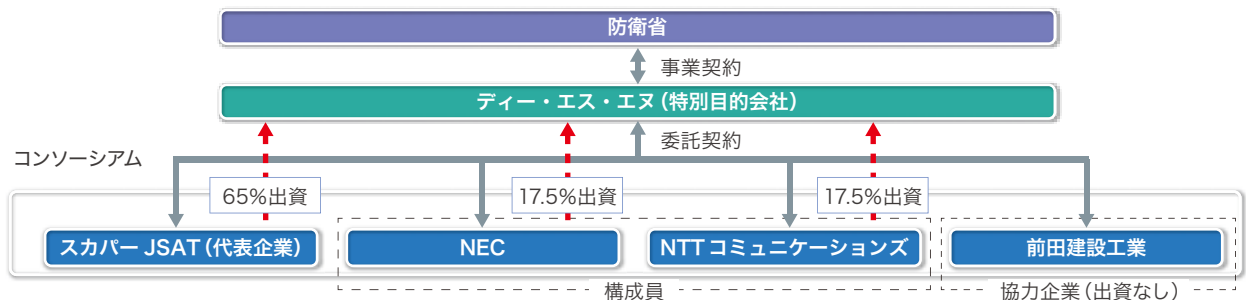 防衛省
事業契約
ディー・エス・エヌ（特別目的会社）
委託契約
コンソーシアム
65%出資
17.5%出資
17.5%出資
スカパー JSAT（代表企業）
NEC
NTTコミュニケーションズ
前田建設工業
構成員
協力企業（出資なし）